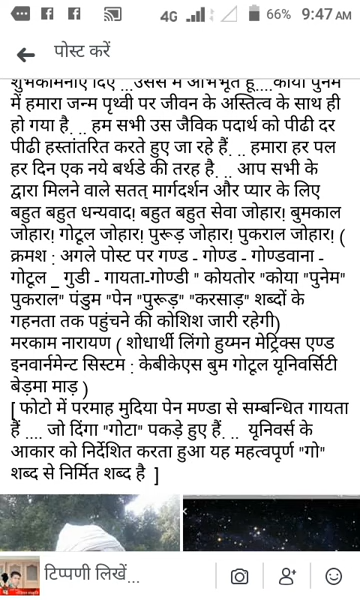 4G 66% 9:47 AM
पोस्ट करें
शुभकामनाएं दिए ...उससे मैं अभिभूत हूं....कोया पुनेम
में हमारा जन्म पृथ्वी पर जीवन के अस्तित्व के साथ ही
हो गया है. .. हम सभी उस जैविक पदार्थ को पीढी दर
पीढी हस्तांतरित करते हुए जा रहे हैं. .. हमारा हर पल
हर दिन एक नये बर्थडे की तरह है. .. आप सभी के
द्वारा मिलने वाले सतत् मार्गदर्शन और प्यार के लिए
बहुत बहुत धन्यवाद! बहुत बहुत सेवा जोहार! बुमकाल
जोहार! गोटूल जोहार! पुरूड़ जोहार! पुकराल जोहार! (
क्रमश : अगले पोस्ट पर गण्ड - गोण्ड - गोण्डवाना -
गोटूल _ गुडी - गायता-गोण्डी " कोयतोर "कोया "पुनेम"
पुकराल" पंडुम "पेन "पुरूड़" "करसाड़" शब्दों के
गहनता तक पहुंचने की कोशिश जारी रहेगी)
मरकाम नारायण ( शोधार्थी लिंगो हुय्मन मेट्रिक्स एण्ड
इनवार्नमेन्ट सिस्टम : केबीकेएस बुम गोटूल यूनिवर्सिटी
बेड़मा माड़ )
[ फोटो में परमाह मुदिया पेन मण्डा से सम्बन्धित गायता
हैं .... जो दिंगा "गोटा" पकड़े हुए हैं. .. यूनिवर्स के
आकार को निर्देशित करता हुआ यह महत्वपूर्ण "गो"
शब्द से निर्मित शब्द है ]
टिप्पणी लिखें...